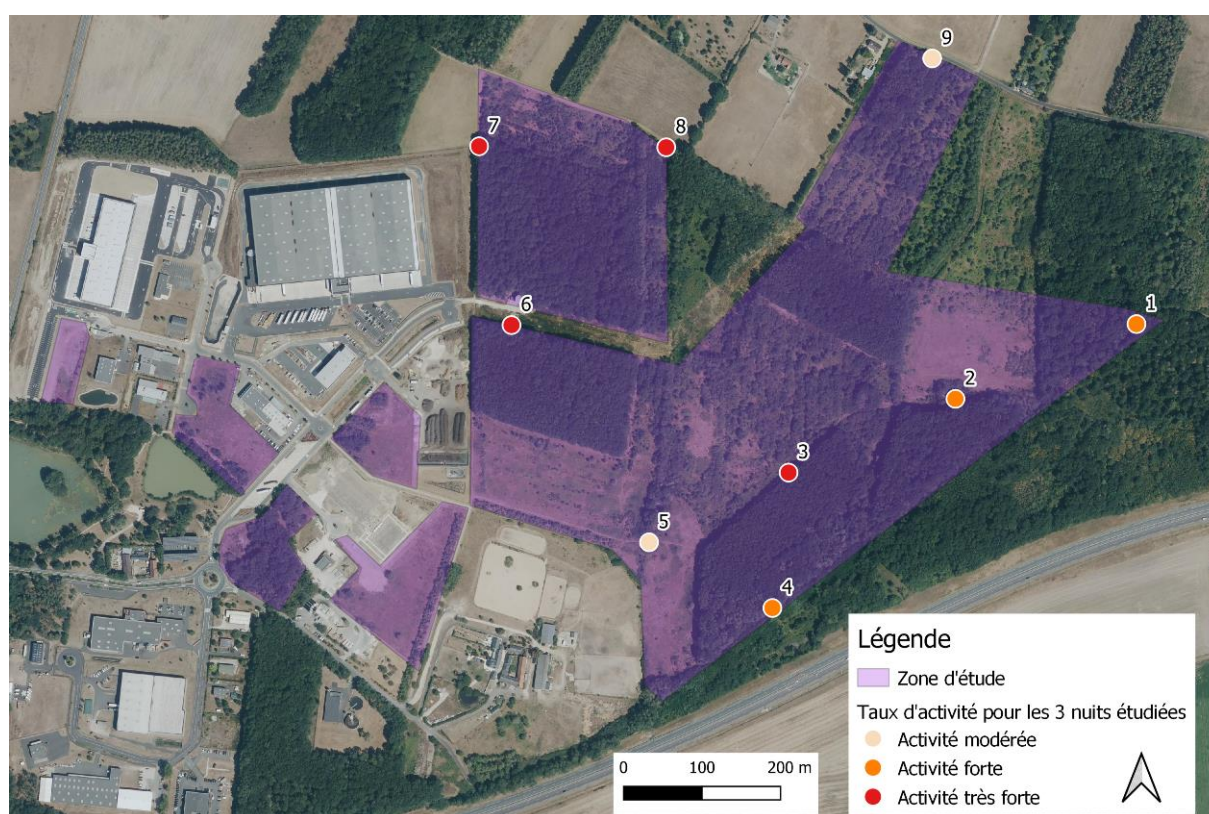 9
7
8
6
1
2
3
5
4
Légende
Zone d'étude
Taux d'activité pour les 3 nuits étudiées
Activité modérée
Activité forte
Activité très forte
0 100 200 m